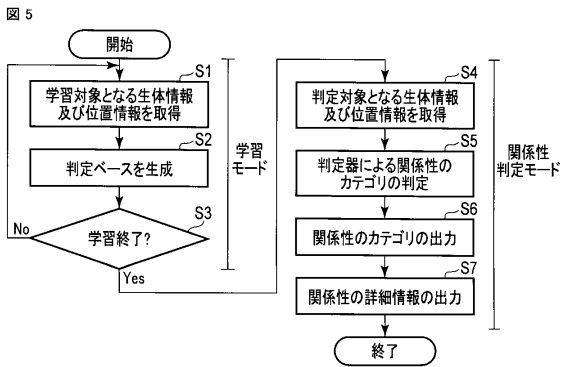 図 5
開始
S1
学習対象となる生体情報
及び位置情報を取得
S2
判定ベースを生成
S3
学習終了?
No
Yes
学習
モード
S4
判定対象となる生体情報
及び位置情報を取得
S5
判定器による関係性の
カテゴリの判定
S6
関係性のカテゴリの出力
S7
関係性の詳細情報の出力
終了
関係性
判定モード